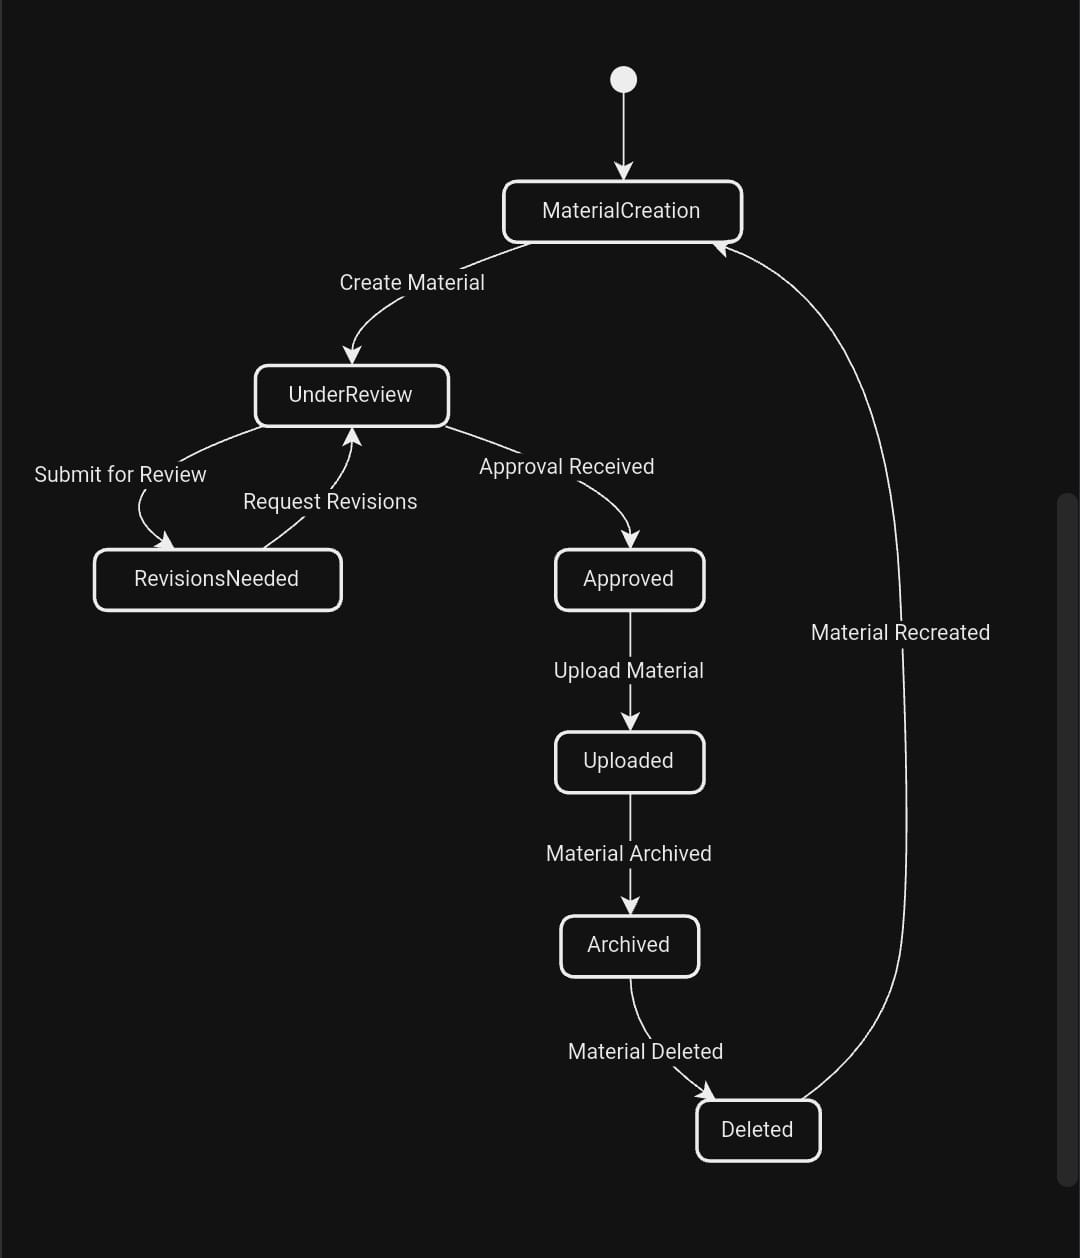 MaterialCreation
Create Material
UnderReview
Submit for Review
Request Revisions
Approval Received
RevisionsNeeded
Approved
Material Recreated
Upload Material
Uploaded
Material Archived
Archived
Material Deleted
Deleted